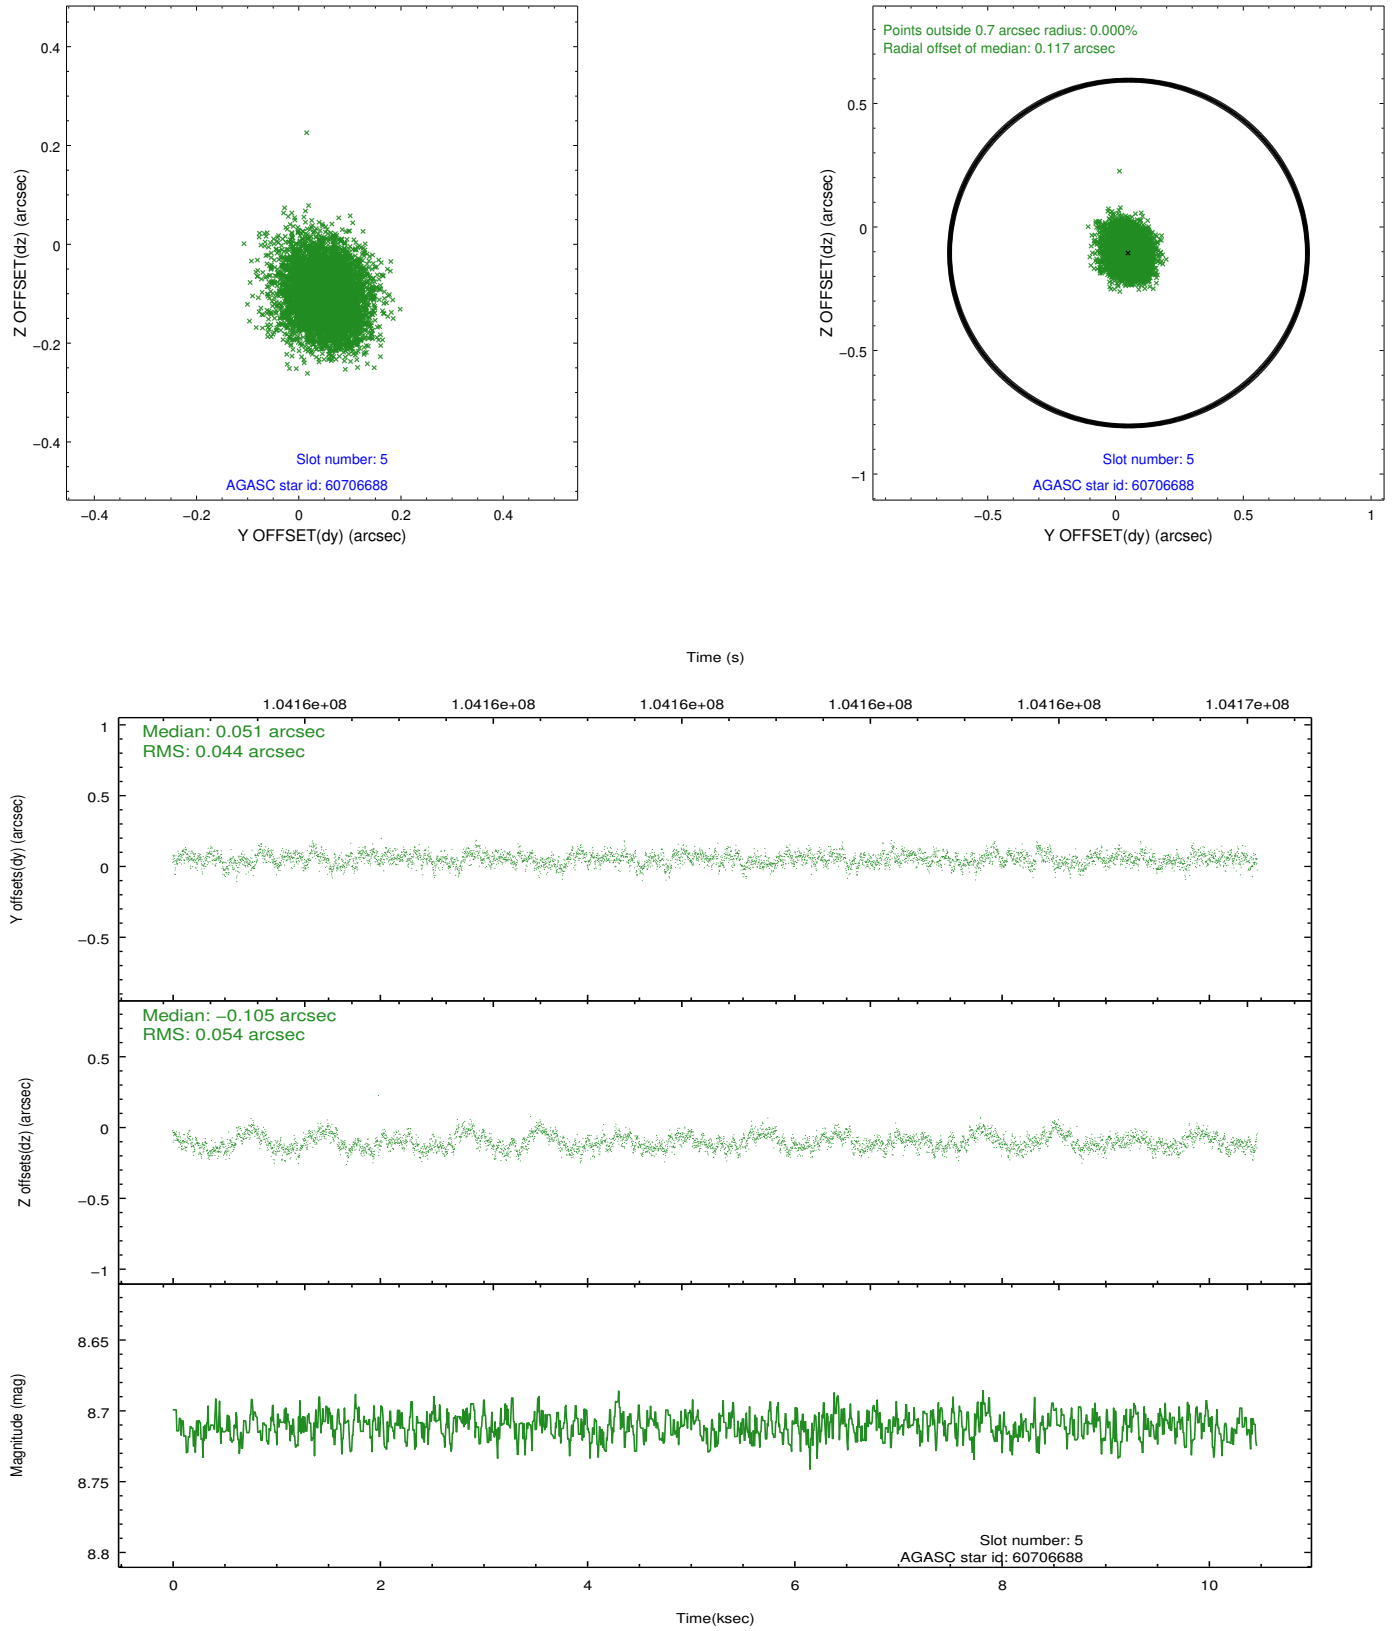 0.4
0.2
0
−0.2
−0.4
Z OFFSET(dz) (arcsec)
Slot number: 5
AGASC star id: 60706688
−0.4 −0.2 0 0.2 0.4
Y OFFSET(dy) (arcsec)
Points outside 0.7 arcsec radius: 0.000%
Radial offset of median: 0.117 arcsec
0.5
0
−0.5
−1
Z OFFSET(dz) (arcsec)
Slot number: 5
AGASC star id: 60706688
−0.5 0 0.5 1
Y OFFSET(dy) (arcsec)
Time (s)
1.0416e+08 1.0416e+08 1.0416e+08 1.0416e+08 1.0416e+08 1.0417e+08
Median: 0.051 arcsec
RMS: 0.044 arcsec
1
0.5
0
−0.5
Y offsets(dy) (arcsec)
Median: −0.105 arcsec
RMS: 0.054 arcsec
0.5
0
−0.5
−1
Z offsets(dz) (arcsec)
8.65
8.7
8.75
8.8
Magnitude (mag)
Slot number: 5
AGASC star id: 60706688
0 2 4 6 8 10
Time(ksec)